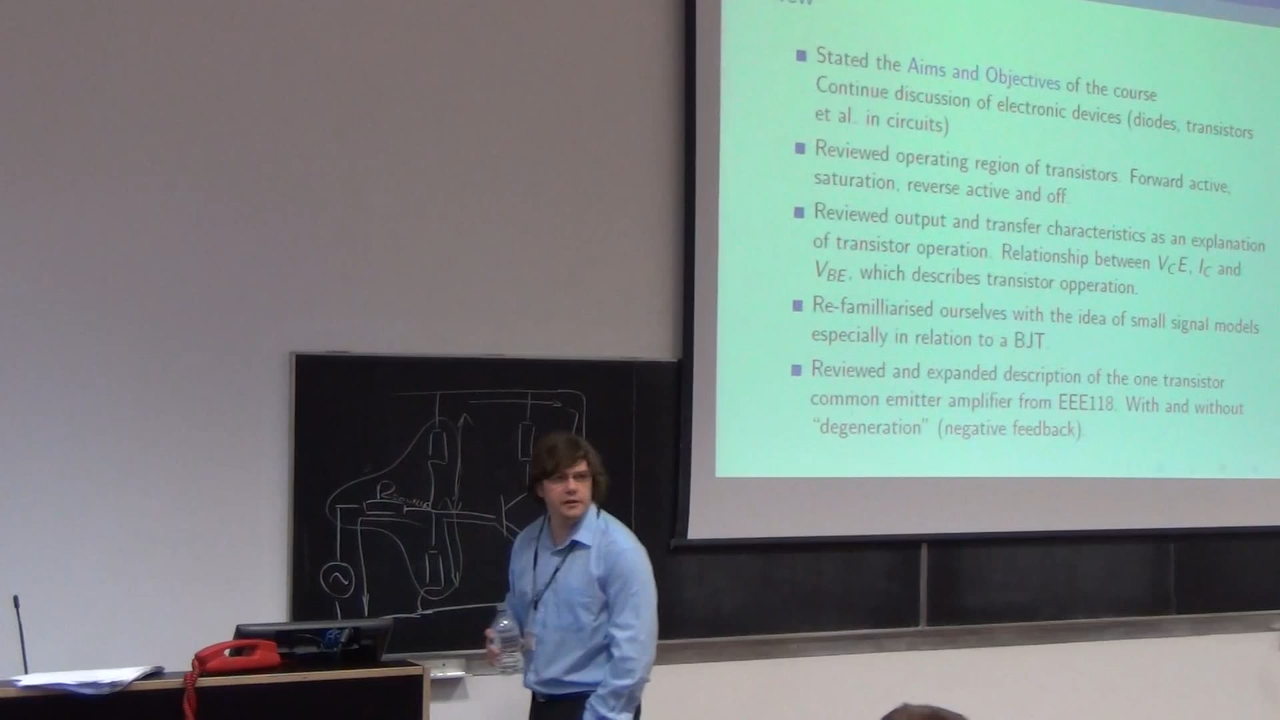 Stated the Aims and Objectives of the course
Continue discussion of electronic devices (diodes, transistors
et al. in circuits)
Reviewed operating region of transistors. Forward active,
saturation, reverse active and off.
Reviewed output and transfer characteristics as an explanation
of transistor operation. Relationship between V_CE, I_C and
V_BE, which describes transistor opperation.
Re-familliarised ourselves with the idea of small signal models
especially in relation to a BJT.
Reviewed and expanded description of the one transistor
common emitter amplifier from EEE118. With and without
“degeneration” (negative feedback).